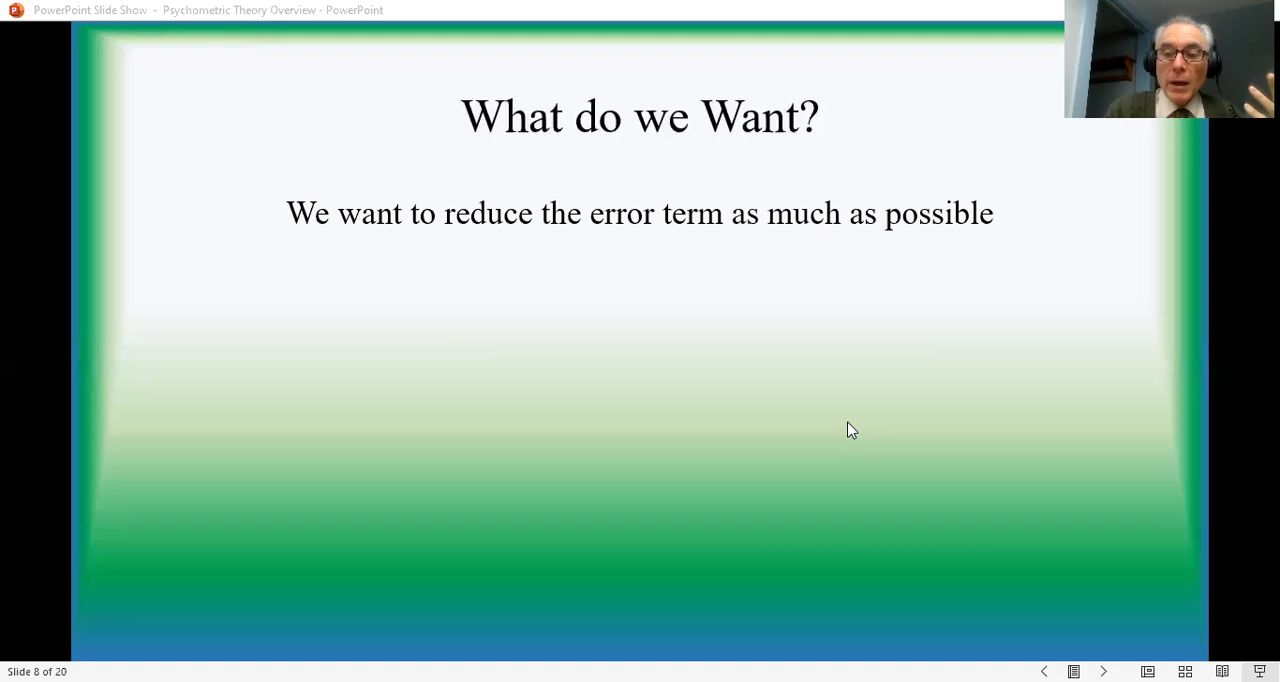 PowerPoint Slide Show - Psychometric Theory Overview - PowerPoint
What do we Want?
We want to reduce the error term as much as possible
Slide 8 of 20